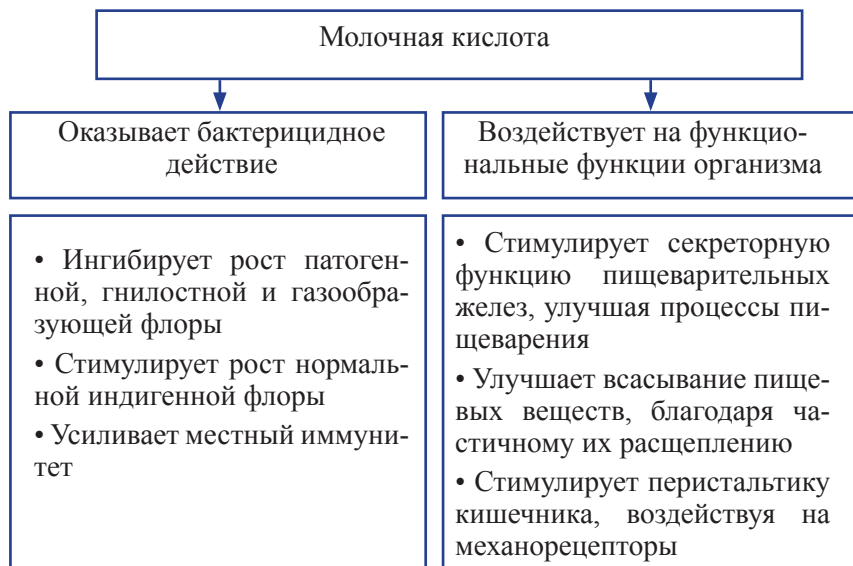 Молочная кислота
Оказывает бактерицидное
действие
Воздействует на функцио-
нальные функции организма
• Ингибирует рост патоген-
ной, гнилостной и газообра-
зующей флоры
• Стимулирует рост нормаль-
ной индигенной флоры
• Усиливает местный иммуни-
тет
• Стимулирует секреторную
функцию пищеварительных
желез, улучшая процессы пи-
щеварения
• Улучшает всасывание пище-
вых веществ, благодаря ча-
стичному их расщеплению
• Стимулирует перистальтику
кишечника, воздействуя на
механорецепторы